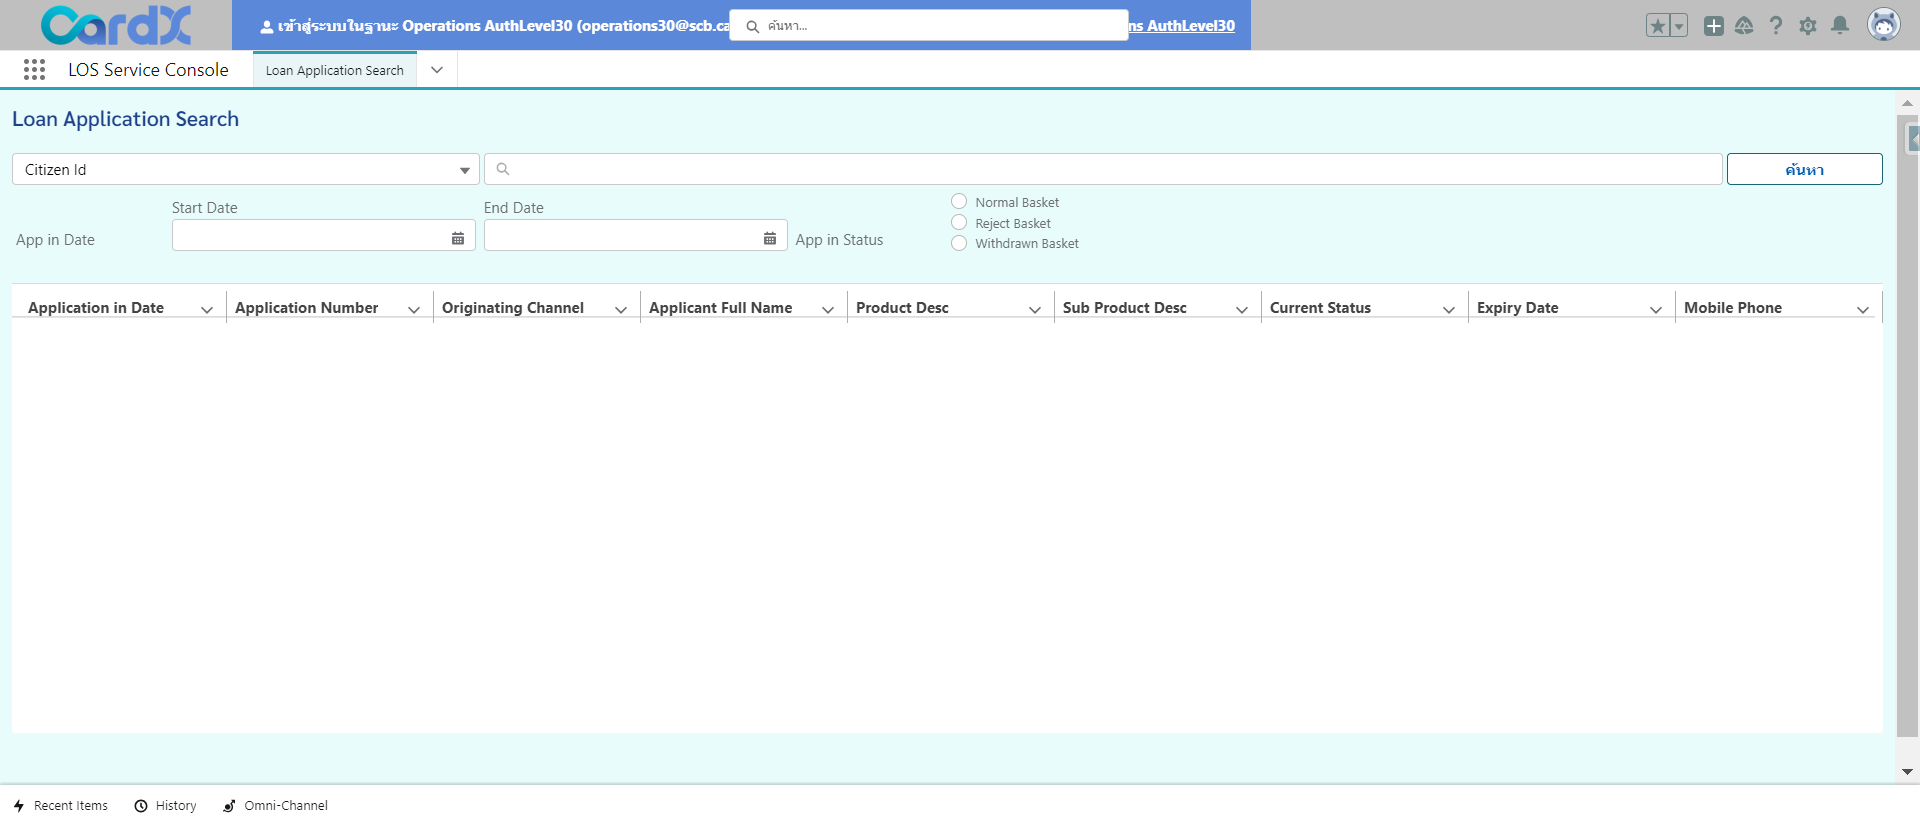 CardX
เข้าสู่ระบบในฐานะ Operations AuthLevel30 (operations30@scb.ca
ค้นหา...
ns AuthLevel30
LOS Service Console
Loan Application Search
Loan Application Search
Citizen Id
ค้นหา
App in Date
Start Date
End Date
App in Status
Normal Basket
Reject Basket
Withdrawn Basket
Application in Date Application Number Originating Channel Applicant Full Name Product Desc Sub Product Desc Current Status Expiry Date Mobile Phone
Recent Items History Omni-Channel